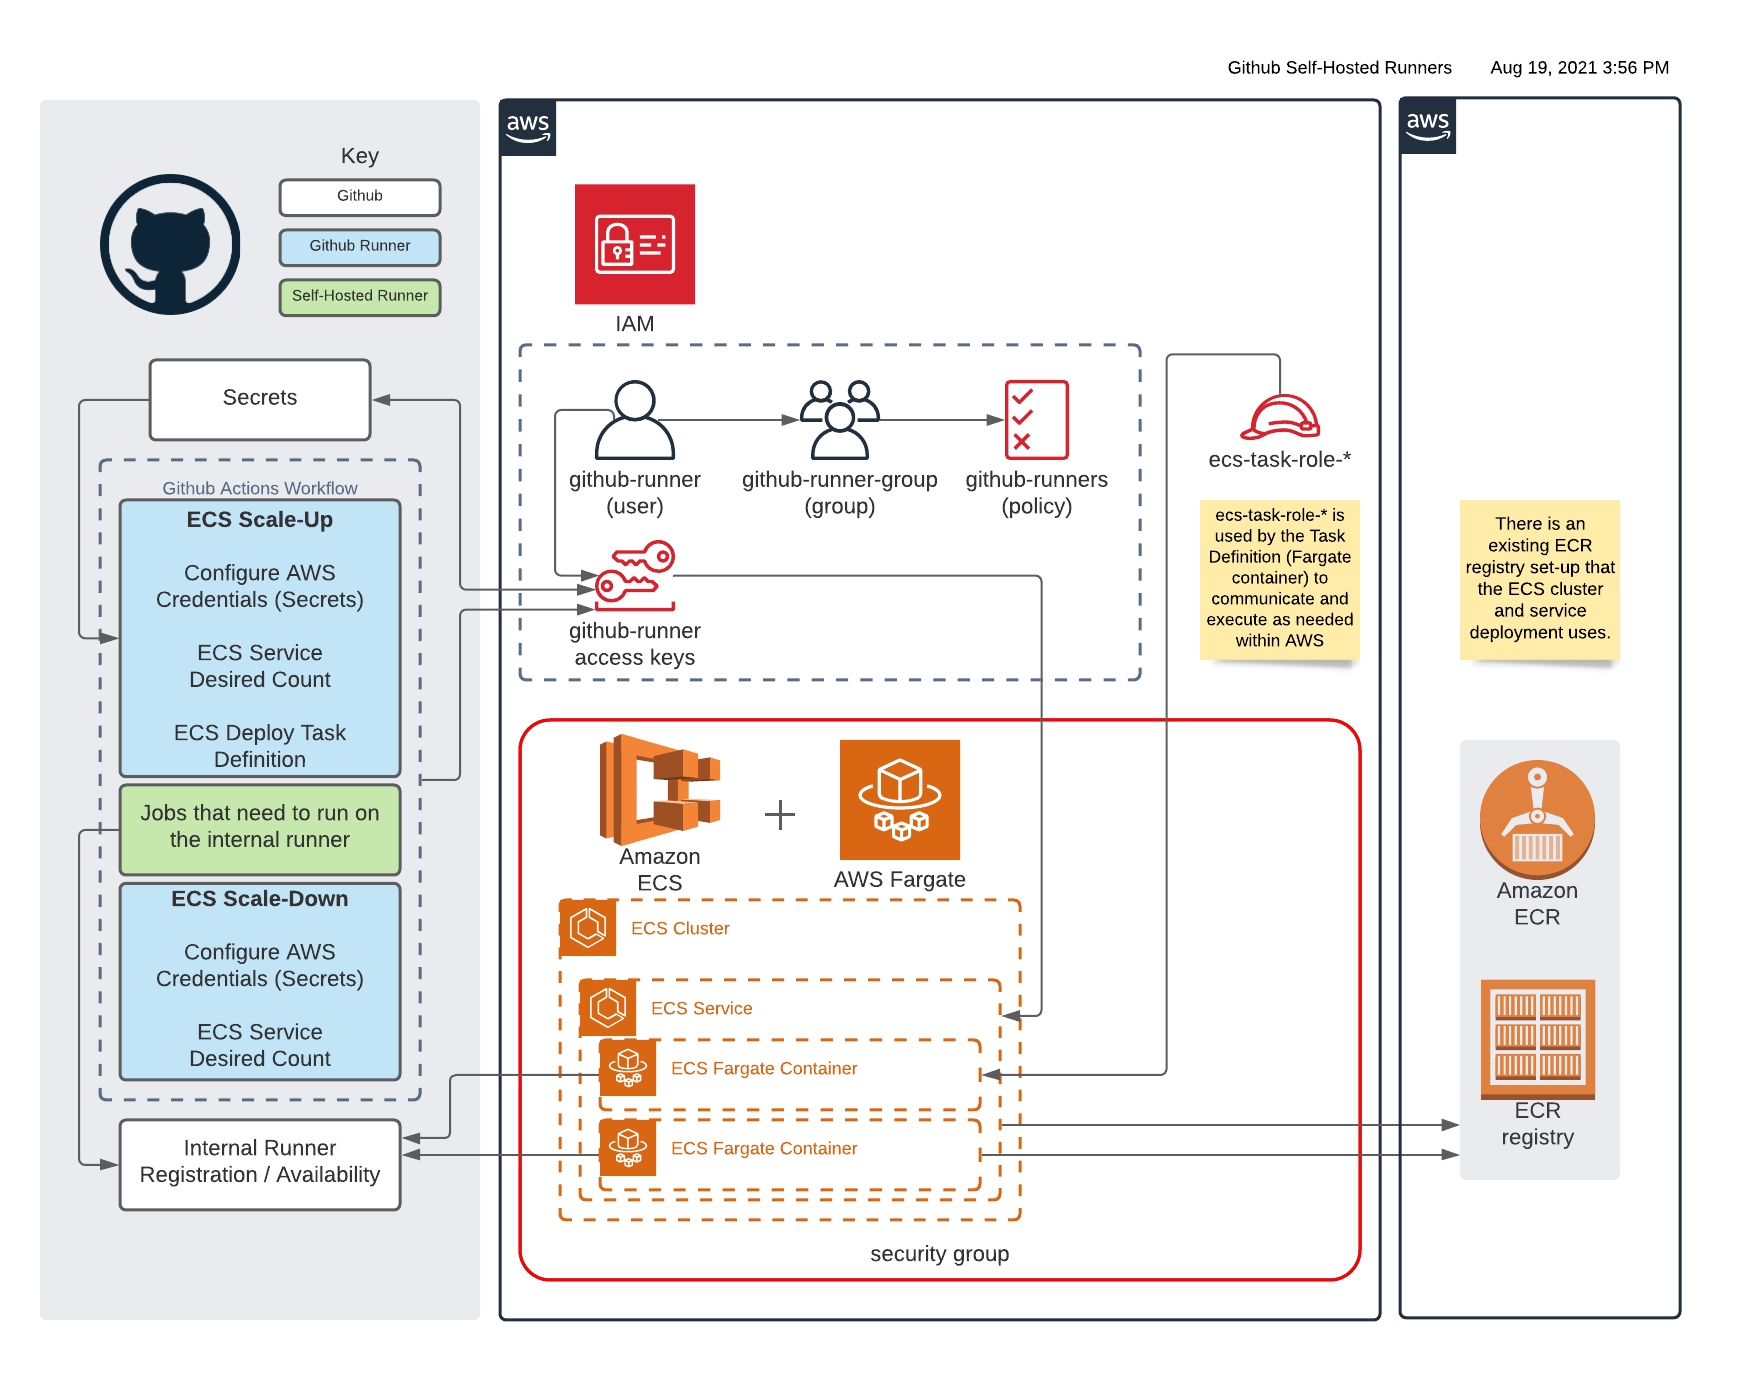 Github Self-Hosted Runners
Aug 19, 2021 3:56 PM
Key
Github
Github Runner
Self-Hosted Runner
Secrets
Github Actions Workflow
ECS Scale-Up
Configure AWS
Credentials (Secrets)
ECS Service
Desired Count
ECS Deploy Task
Definition
Jobs that need to run on
the internal runner
ECS Scale-Down
Configure AWS
Credentials (Secrets)
ECS Service
Desired Count
Internal Runner
Registration / Availability
aws
IAM
github-runner
(user)
github-runner-group
(group)
github-runners
(policy)
github-runner
access keys
ecs-task-role-*
ecs-task-role-* is
used by the Task
Definition (Fargate
container) to
communicate and
execute as needed
within AWS
Amazon
ECS
AWS Fargate
ECS Cluster
ECS Service
ECS Fargate Container
ECS Fargate Container
security group
aws
There is an
existing ECR
registry set-up that
the ECS cluster
and service
deployment uses.
Amazon
ECR
ECR
registry